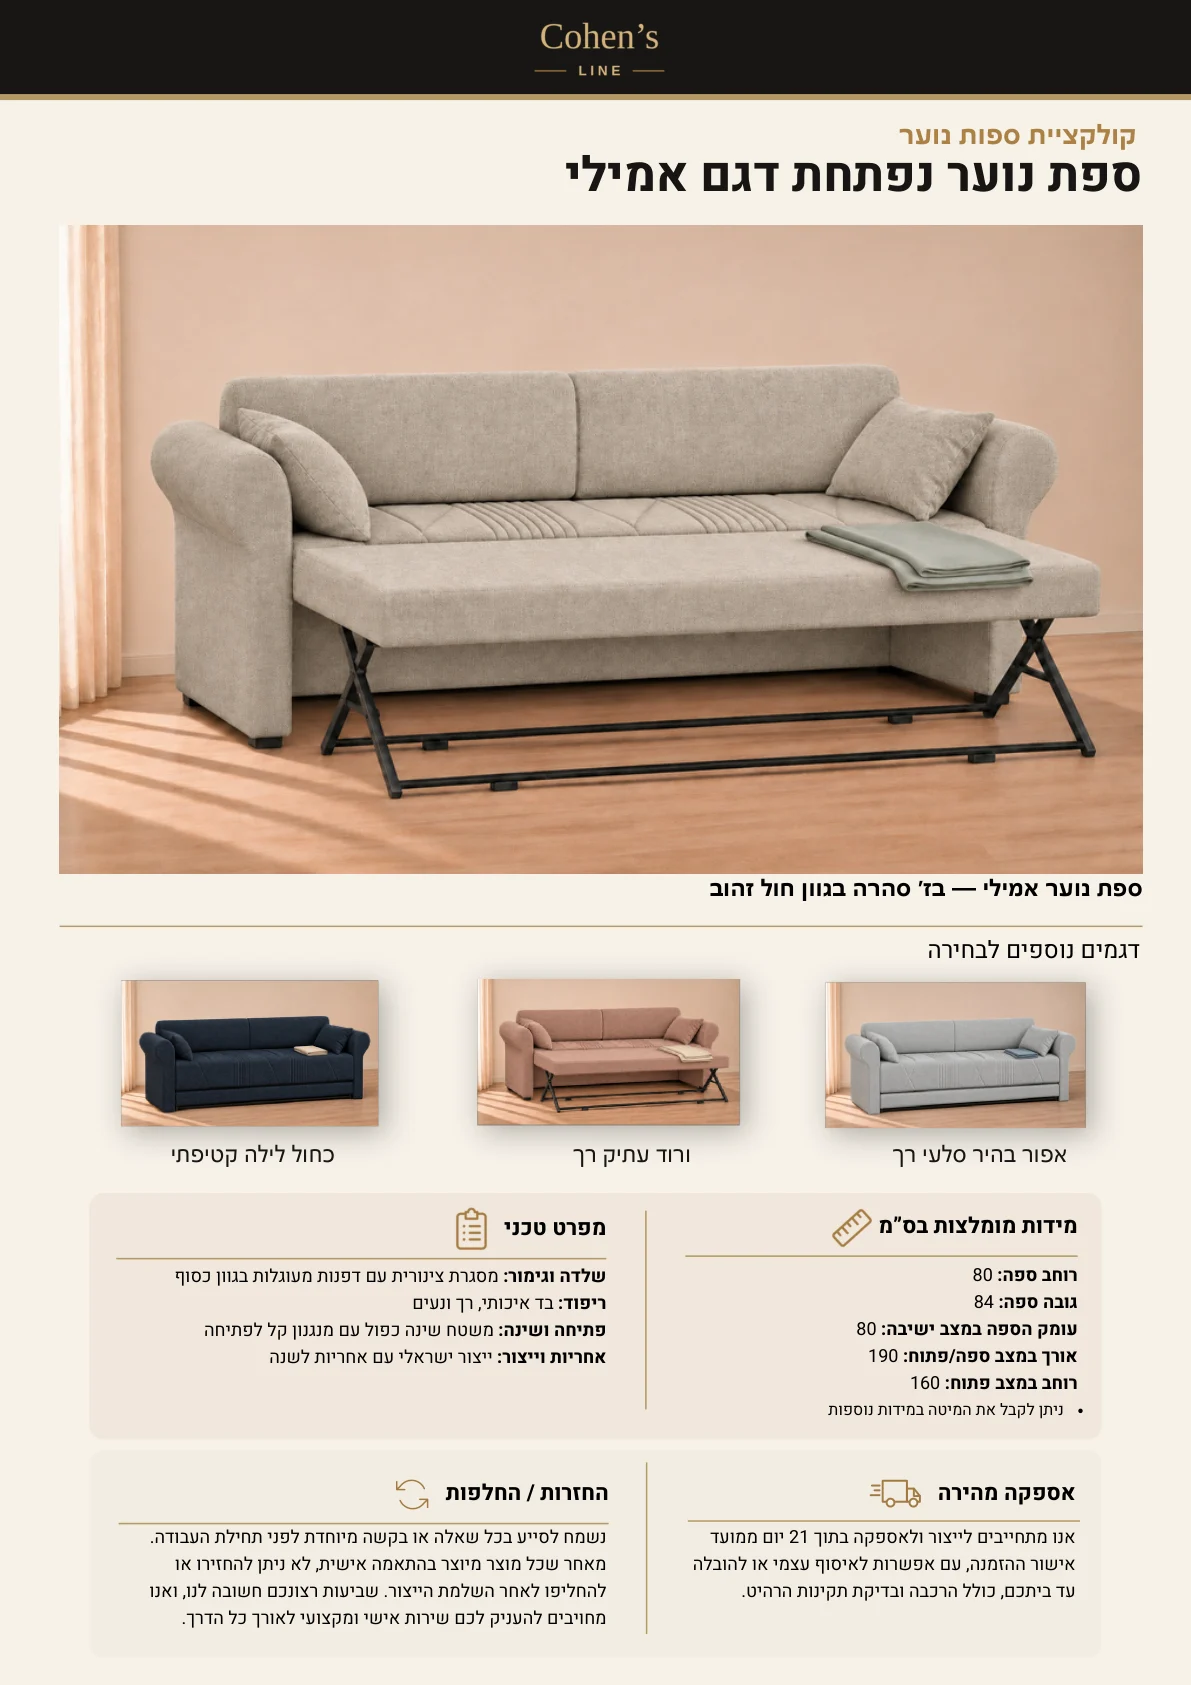 Cohen’s
LINE
קולקציית ספות נוער
ספת נוער נפתחת דגם אמילי
ספת נוער אמילי — בז’ סהרה בגוון חול זהוב
דגמים נוספים לבחירה
אפור בהיר סלעי רך
ורוד עתיק רך
כחול לילה קטיפתי
מידות מומלצות בס”מ
רוחב ספה: 80
גובה ספה: 84
עומק הספה במצב ישיבה: 80
אורך במצב ספה/פתוח: 190
רוחב במצב פתוח: 160
• ניתן לקבל את המיטה במידות נוספות
מפרט טכני
שלדה וגימור: מסגרת צינורית עם דפנות מעוגלות בגוון כסוף
ריפוד: בד איכותי, רך ונעים
פתיחה ושינה: משטח שינה כפול עם מנגנון קל לפתיחה
אחריות וייצור: ייצור ישראלי עם אחריות לשנה
אספקה מהירה
אנו מתחייבים לייצור ולאספקה בתוך 21 יום ממועד
אישור ההזמנה, עם אפשרות לאיסוף עצמי או להובלה
עד ביתכם, כולל הרכבה ובדיקת תקינות הרהיט.
החזרות / החלפות
נשמח לסייע בכל שאלה או בקשה מיוחדת לפני תחילת העבודה.
מאחר שכל מוצר מיוצר בהתאמה אישית, לא ניתן להחזירו או
להחליפו לאחר השלמת הייצור. שביעות רצונכם חשובה לנו, ואנו
מחויבים להעניק לכם שירות אישי ומקצועי לאורך כל הדרך.